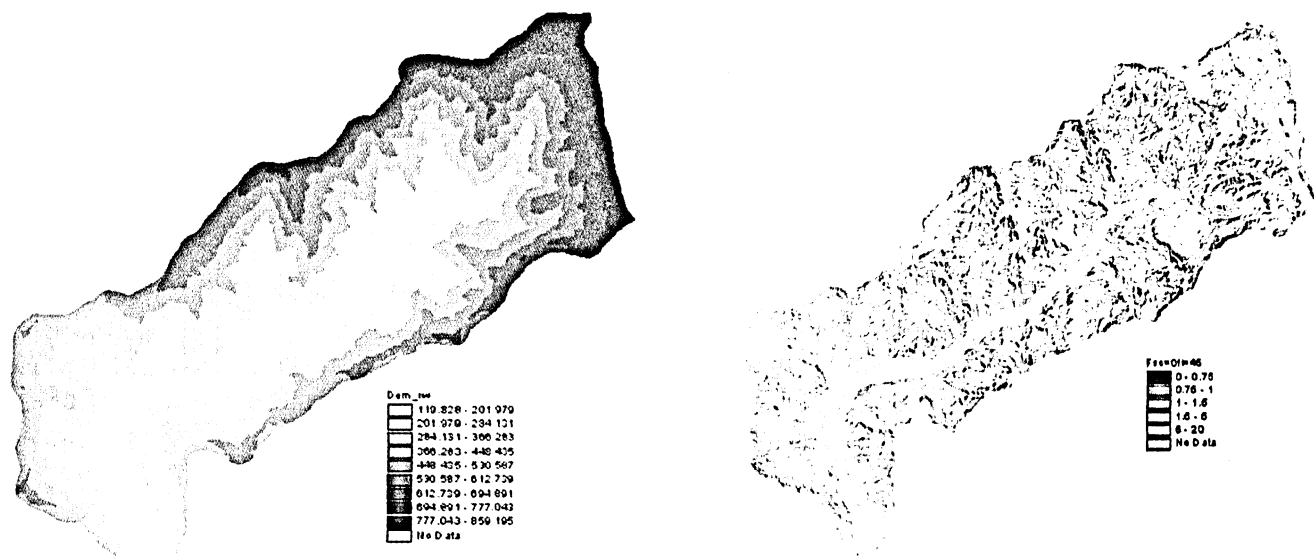 119.828 - 201.979
201.979 - 284.131
284.131 - 366.283
366.283 - 448.435
448.435 - 530.587
530.587 - 612.739
612.739 - 694.891
694.891 - 777.043
777.043 - 859.195
No Data
0 - 0.75
0.75 - 1
1 - 1.5
1.5 - 6
6 - 20
No Data